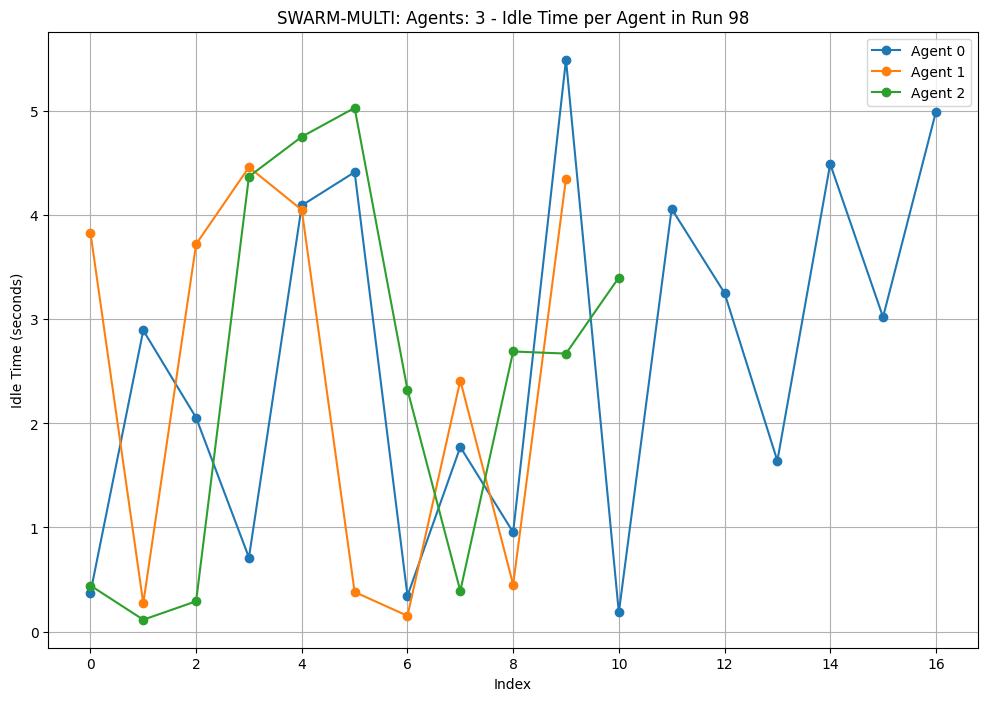 SWARM-MULTI: Agents: 3 - Idle Time per Agent in Run 98
Agent 0
Agent 1
Agent 2
Idle Time (seconds)
5
4
3
2
1
0
0 2 4 6 8 10 12 14 16
Index